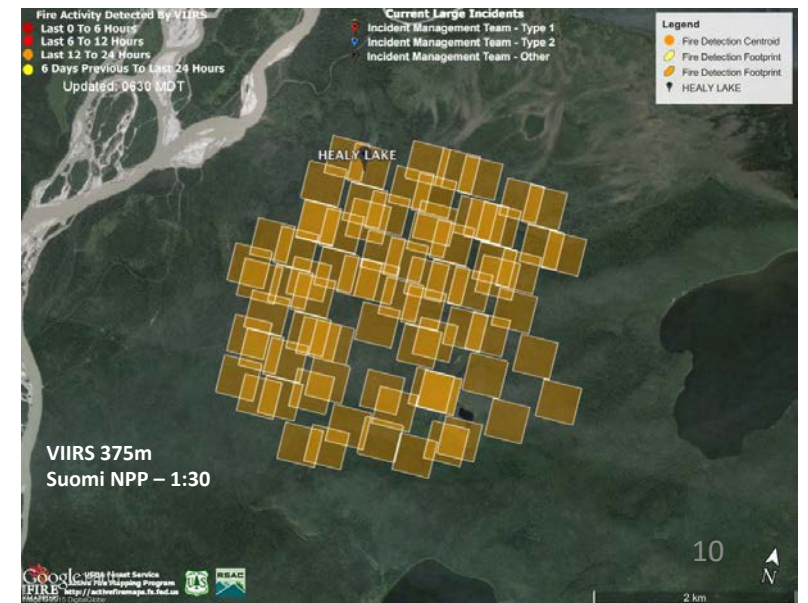 Fire Activity Detected By VIIRS
Last 0 To 6 Hours
Last 6 To 12 Hours
Last 12 To 24 Hours
6 Days Previous To Last 24 Hours
Updated: 0630 MDT
Current Large Incidents
Incident Management Team - Type 1
Incident Management Team - Type 2
Incident Management Team - Other
Legend
Fire Detection Centroid
Fire Detection Footprint
Fire Detection Footprint
HEALY LAKE
HEALY LAKE
VIIRS 375m
Suomi NPP – 1:30
10
N
2 km
Google
USDA Forest Service
Active Fire Mapping Program
http://activefiremaps.fs.fed.us
FIRE
RSAC